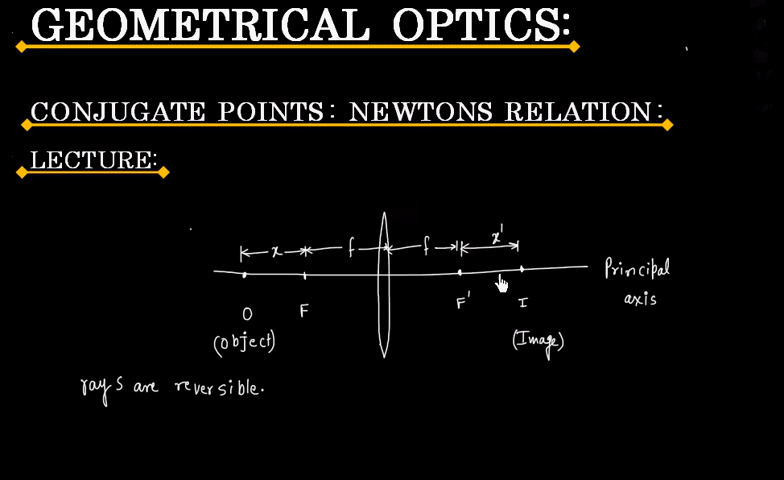 GEOMETRICAL OPTICS:
CONJUGATE POINTS: NEWTONS RELATION:
LECTURE:
x f f x'
Principal
axis
O F F' I
(object) (Image)
rays are reversible.